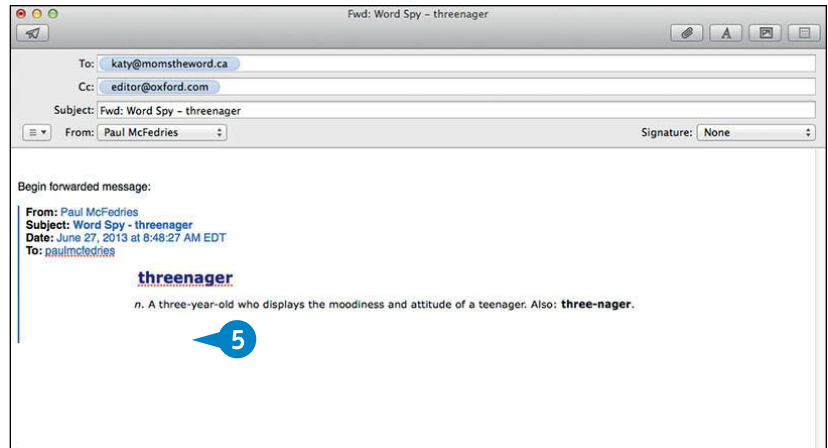 Fwd: Word Spy – threenager
To: katy@momstheword.ca
Cc: editor@oxford.com
Subject: Fwd: Word Spy – threenager
From: Paul McFedries Signature: None
Begin forwarded message:
From: Paul McFedries
Subject: Word Spy - threenager
Date: June 27, 2013 at 8:48:27 AM EDT
To: paulmcfedries
threenager
n. A three-year-old who displays the moodiness and attitude of a teenager. Also: three-nager.
5